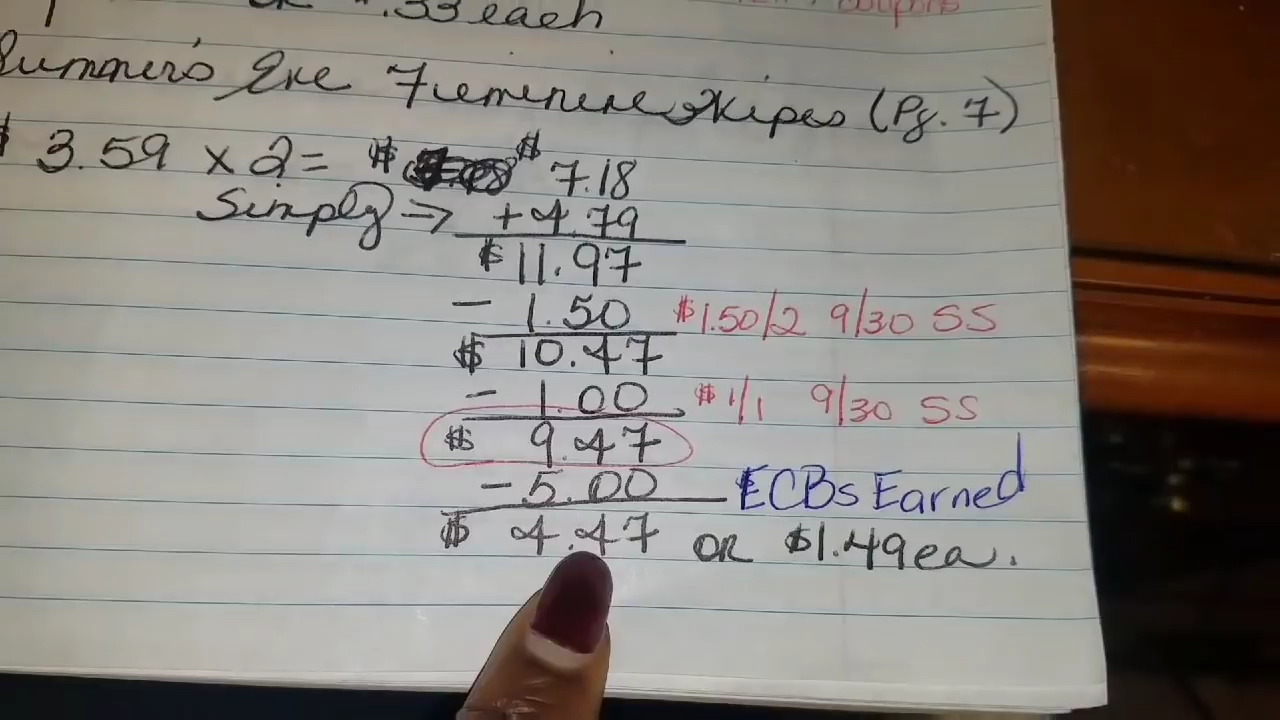 .33 each
Summer's Eve Feminine Wipes (Pg. 7)
$ 3.59 x 2 = $ $ 7.18
Simply → + 4.79
$ 11.97
- 1.50 $1.50/2 9/30 SS
$ 10.47
- 1.00 $1/1 9/30 SS
$ 9.47
- 5.00 ECBs Earned
$ 4.47 OR $1.49 ea.